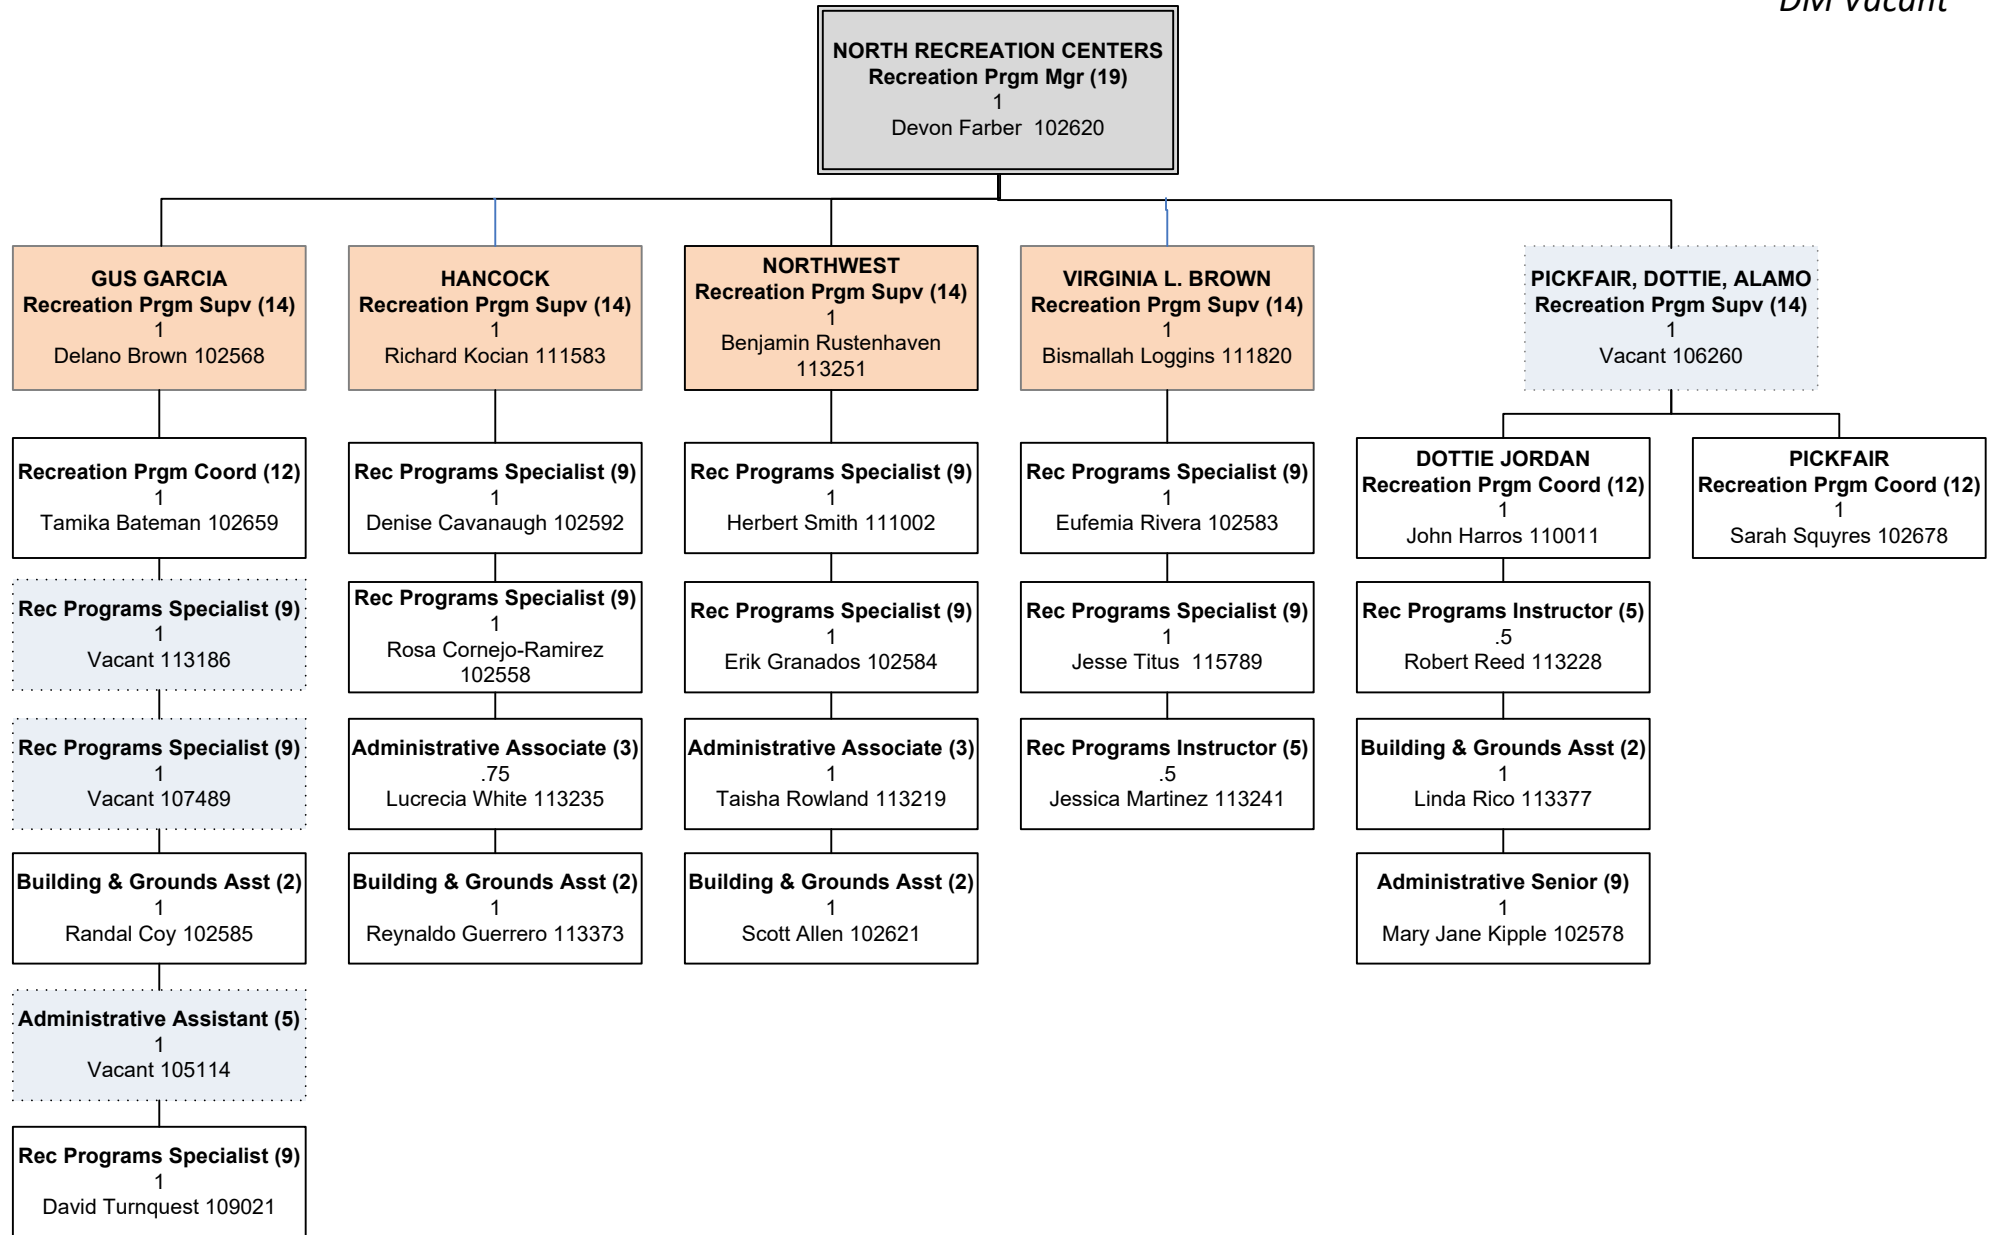 DM Vacant
NORTH RECREATION CENTERS
Recreation Prgm Mgr (19)
1
Devon Farber 102620
GUS GARCIA
Recreation Prgm Supv (14)
1
Delano Brown 102568
HANCOCK
Recreation Prgm Supv (14)
1
Richard Kocian 111583
NORTHWEST
Recreation Prgm Supv (14)
1
Benjamin Rustenhaven
113251
VIRGINIA L. BROWN
Recreation Prgm Supv (14)
1
Bismallah Loggins 111820
PICKFAIR, DOTTIE, ALAMO
Recreation Prgm Supv (14)
1
Vacant 106260
Recreation Prgm Coord (12)
1
Tamika Bateman 102659
Rec Programs Specialist (9)
1
Denise Cavanaugh 102592
Rec Programs Specialist (9)
1
Herbert Smith 111002
Rec Programs Specialist (9)
1
Eufemia Rivera 102583
DOTTIE JORDAN
Recreation Prgm Coord (12)
1
John Harros 110011
PICKFAIR
Recreation Prgm Coord (12)
1
Sarah Squyres 102678
Rec Programs Specialist (9)
1
Vacant 113186
Rec Programs Specialist (9)
1
Rosa Cornejo-Ramirez
102558
Rec Programs Specialist (9)
1
Erik Granados 102584
Rec Programs Specialist (9)
1
Jesse Titus 115789
Rec Programs Instructor (5)
.5
Robert Reed 113228
Rec Programs Specialist (9)
1
Vacant 107489
Administrative Associate (3)
.75
Lucrecia White 113235
Administrative Associate (3)
1
Taisha Rowland 113219
Rec Programs Instructor (5)
.5
Jessica Martinez 113241
Building & Grounds Asst (2)
1
Linda Rico 113377
Building & Grounds Asst (2)
1
Randal Coy 102585
Building & Grounds Asst (2)
1
Reynaldo Guerrero 113373
Building & Grounds Asst (2)
1
Scott Allen 102621
Administrative Senior (9)
1
Mary Jane Kipple 102578
Administrative Assistant (5)
1
Vacant 105114
Rec Programs Specialist (9)
1
David Turnquest 109021